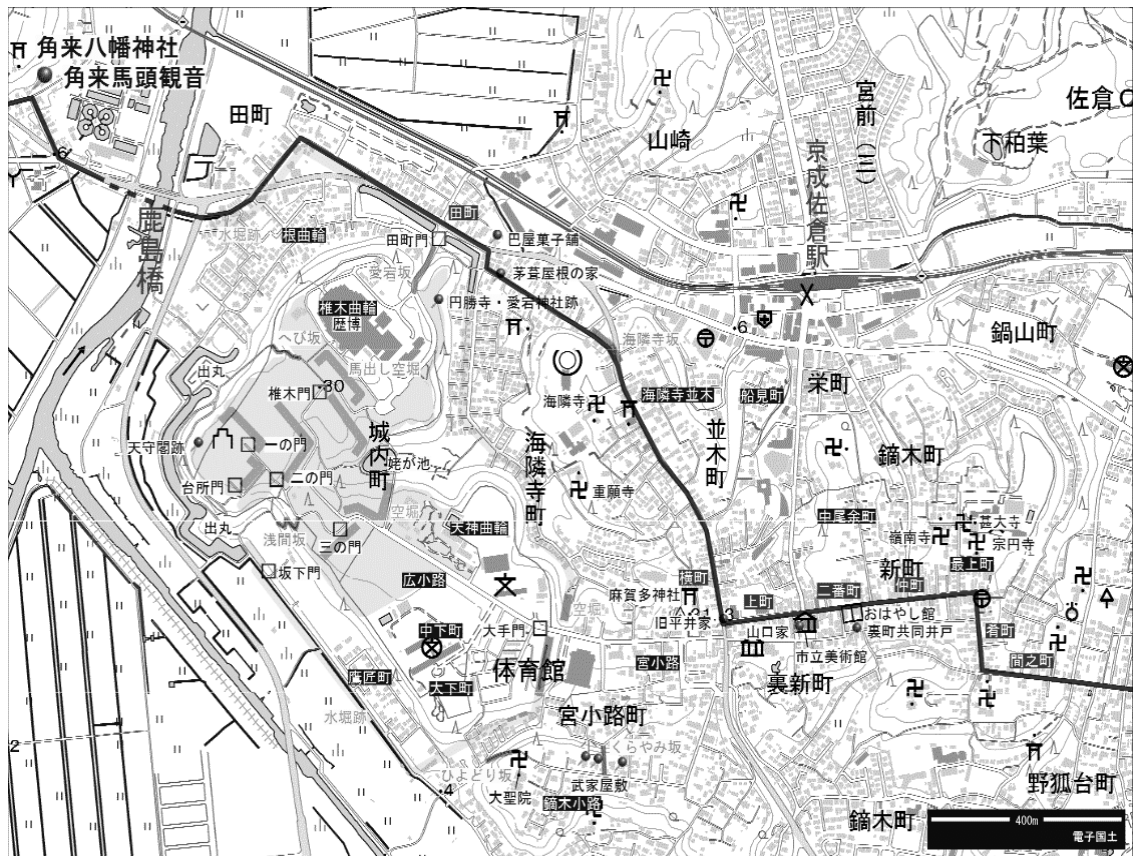 角来八幡神社
角来馬頭観音
田町
鹿島橋
水堀跡
根曲輪
田町
田町門
巴屋菓子舗
茅葺屋根の家
円勝寺・愛宕神社跡
愛宕坂
椎木曲輪
歴博
へび坂
馬出し空堀
出丸
椎木門
30
天守閣跡
一の門
二の門
台所門
出丸
浅間坂
三の門
坂下門
城内町
姥が池
空堀
天神曲輪
広小路
山崎
宮前(三)
京成佐倉駅
佐倉C
下柏葉
鍋山町
海隣寺坂
6
海隣寺
海隣寺並木
海隣寺町
重願寺
船見町
栄町
並木町
鏑木町
中尾余町
甚大寺
嶺南寺
宗円寺
最上町
新町
仲町
二番町
上町
横町
麻賀多神社
31.3
旧平井家
山口家
おはやし館
裏町共同井戸
市立美術館
裏新町
肴町
間之町
野狐台町
鏑木町
空堀
大手門
体育館
宮小路
宮小路町
中下町
大下町
鷹匠町
水堀跡
ひよどり坂
4
大聖院
くらやみ坂
武家屋敷
鏑木小路
2
6
400m
電子国土